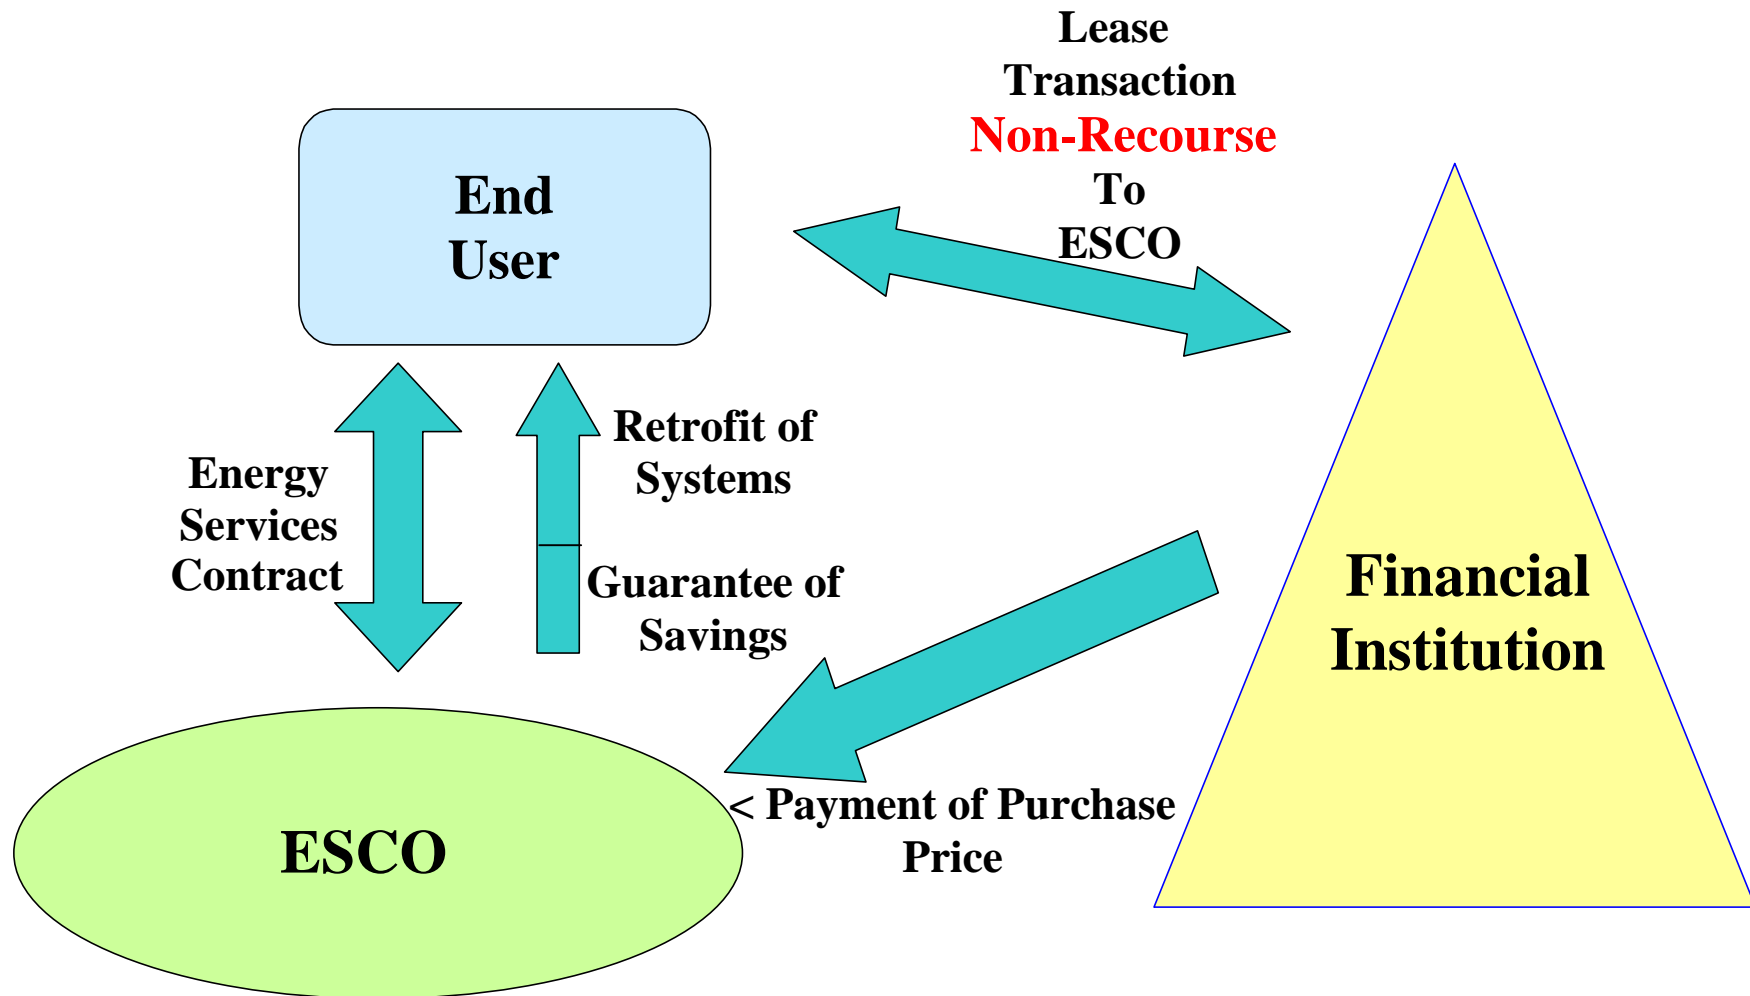 Lease
Transaction
Non-Recourse
To
ESCO
End
User
Retrofit of
Systems
Energy
Services
Contract
Guarantee of
Savings
Financial
Institution
< Payment of Purchase
Price
ESCO